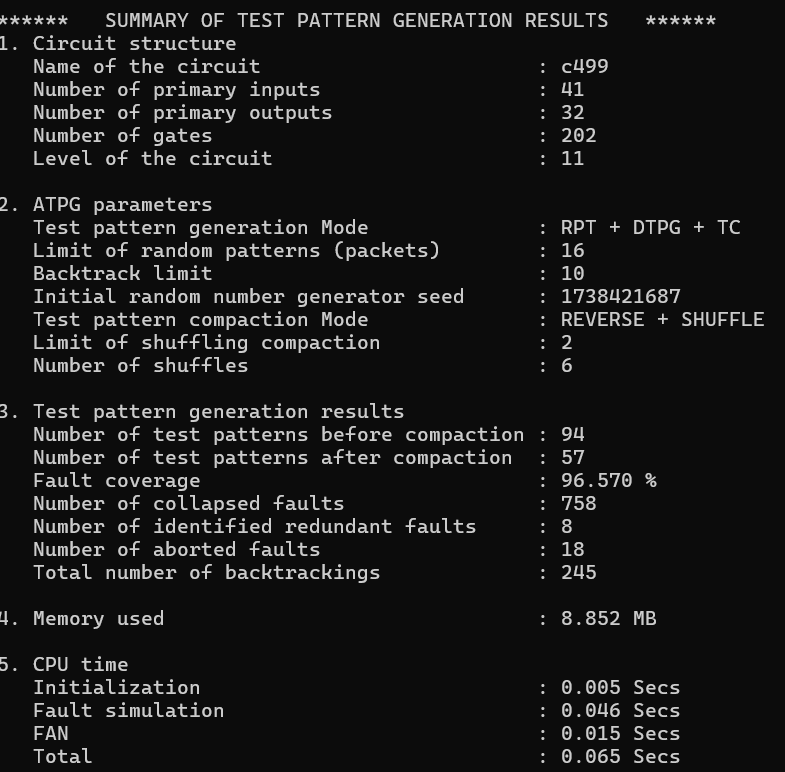 ******   SUMMARY OF TEST PATTERN GENERATION RESULTS   ******
1. Circuit structure
   Name of the circuit                       : c499
   Number of primary inputs                  : 41
   Number of primary outputs                 : 32
   Number of gates                           : 202
   Level of the circuit                      : 11
2. ATPG parameters
   Test pattern generation Mode              : RPT + DTPG + TC
   Limit of random patterns (packets)        : 16
   Backtrack limit                           : 10
   Initial random number generator seed      : 1738421687
   Test pattern compaction Mode              : REVERSE + SHUFFLE
   Limit of shuffling compaction             : 2
   Number of shuffles                        : 6
3. Test pattern generation results
   Number of test patterns before compaction : 94
   Number of test patterns after compaction  : 57
   Fault coverage                            : 96.570 %
   Number of collapsed faults                : 758
   Number of identified redundant faults     : 8
   Number of aborted faults                  : 18
   Total number of backtrackings             : 245
4. Memory used                               : 8.852 MB
5. CPU time
   Initialization                            : 0.005 Secs
   Fault simulation                          : 0.046 Secs
   FAN                                       : 0.015 Secs
   Total                                     : 0.065 Secs